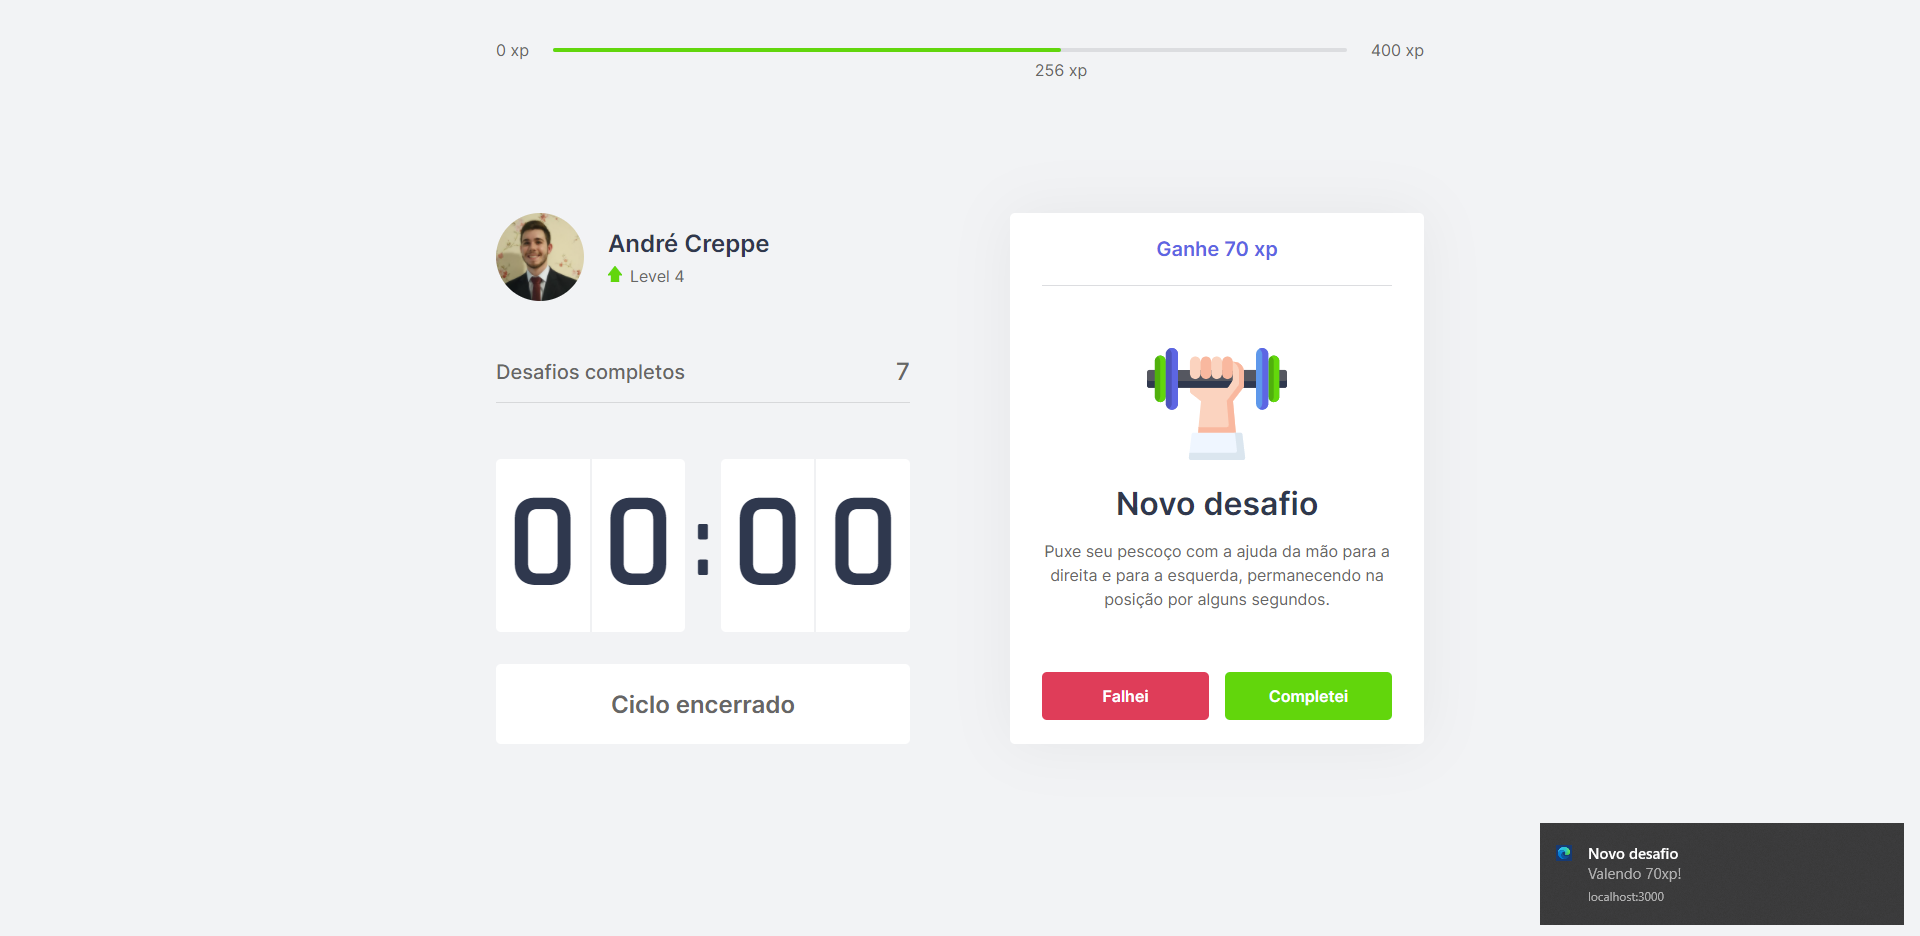 0 xp
400 xp
256 xp
André Creppe
Level 4
Desafios completos
7
00:00
Ciclo encerrado
Ganhe 70 xp
Novo desafio
Puxe seu pescoço com a ajuda da mão para a
direita e para a esquerda, permanecendo na
posição por alguns segundos.
Falhei
Completei
Novo desafio
Valendo 70xp!
localhost:3000